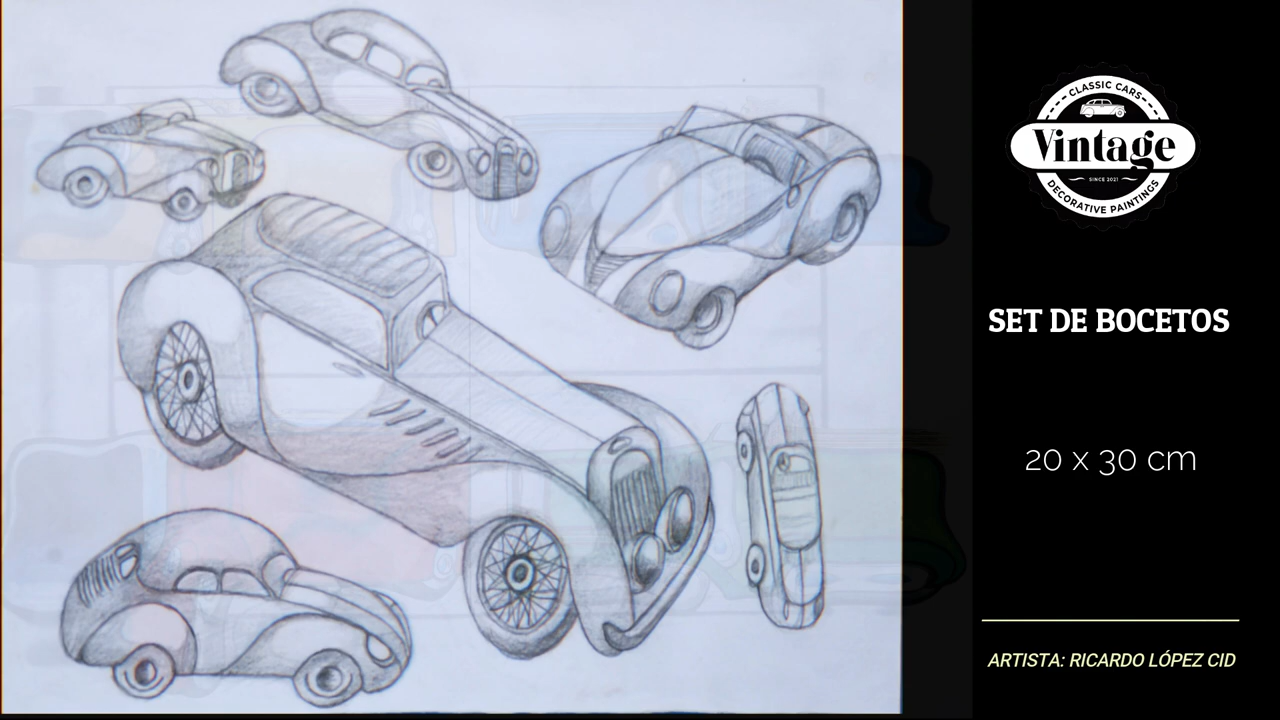 CLASSIC CARS
Vintage
SINCE 2021
DECORATIVE PAINTINGS
SET DE BOCETOS
20 x 30 cm
ARTISTA: RICARDO LÓPEZ CID